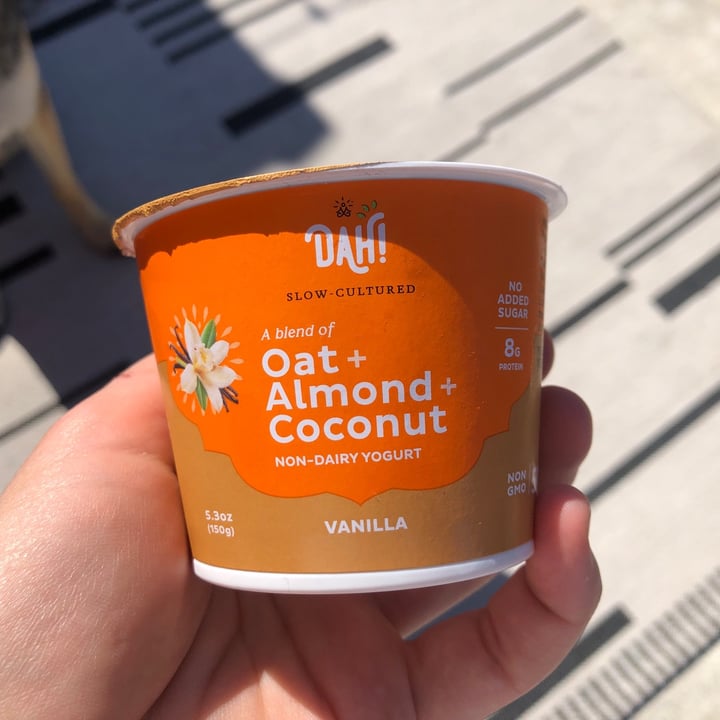 DAH!
SLOW-CULTURED
A blend of
Oat +
Almond +
Coconut
NON-DAIRY YOGURT
VANILLA
5.3oz
(150g)
NO
ADDED
SUGAR
8G
PROTEIN
NON
GMO